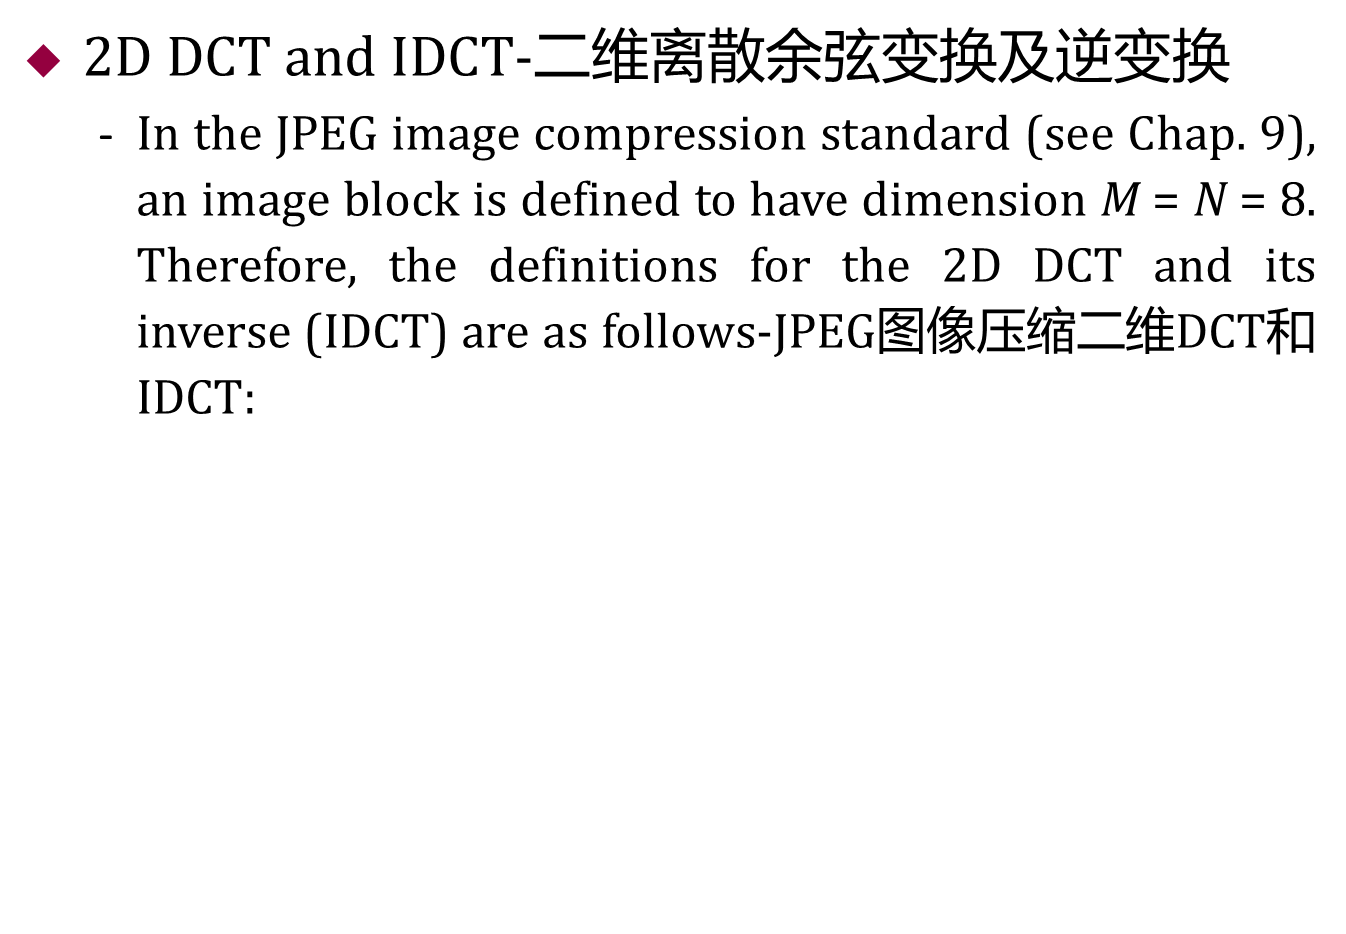 ◆ 2D DCT and IDCT-二维离散余弦变换及逆变换
- In the JPEG image compression standard (see Chap. 9),
an image block is defined to have dimension M = N = 8.
Therefore, the definitions for the 2D DCT and its
inverse (IDCT) are as follows-JPEG图像压缩二维DCT和
IDCT: